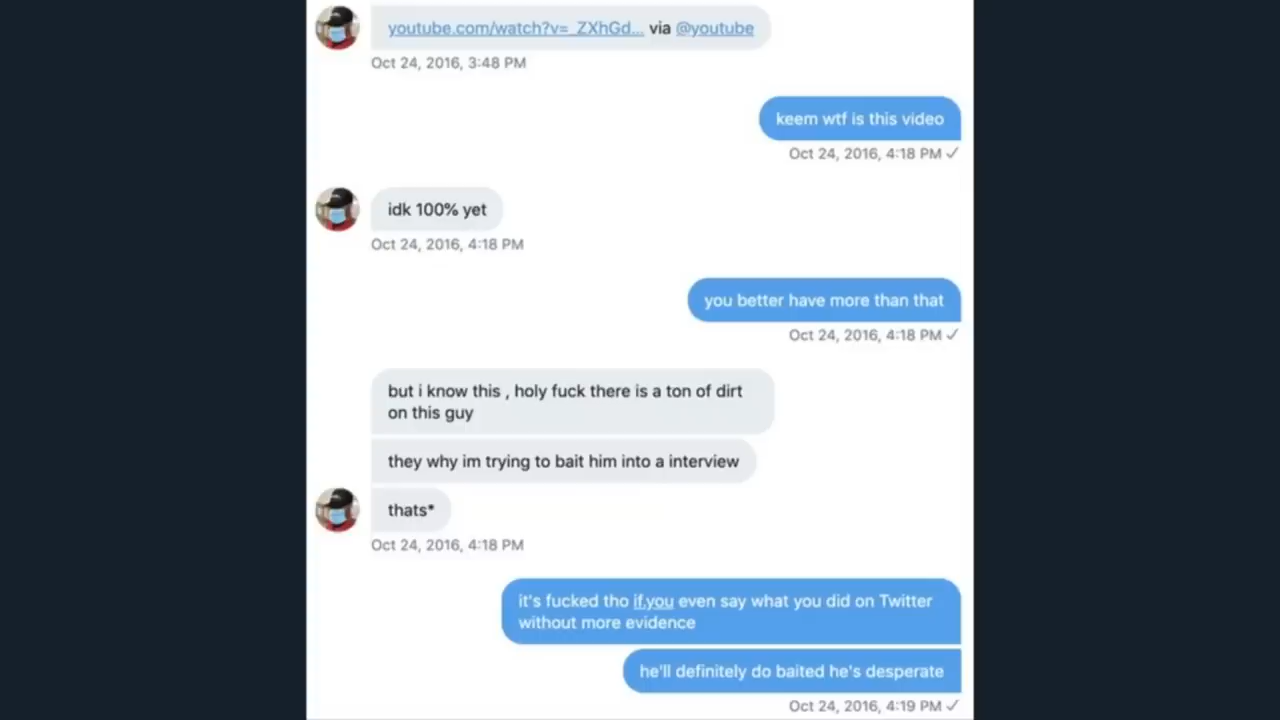 youtube.com/watch?v=_ZXhGd... via @youtube
Oct 24, 2016, 3:48 PM
keem wtf is this video
Oct 24, 2016, 4:18 PM ✓
idk 100% yet
Oct 24, 2016, 4:18 PM
you better have more than that
Oct 24, 2016, 4:18 PM ✓
but i know this , holy fuck there is a ton of dirt
on this guy
they why im trying to bait him into a interview
thats*
Oct 24, 2016, 4:18 PM
it's fucked tho if.you even say what you did on Twitter
without more evidence
he'll definitely do baited he's desperate
Oct 24, 2016, 4:19 PM ✓